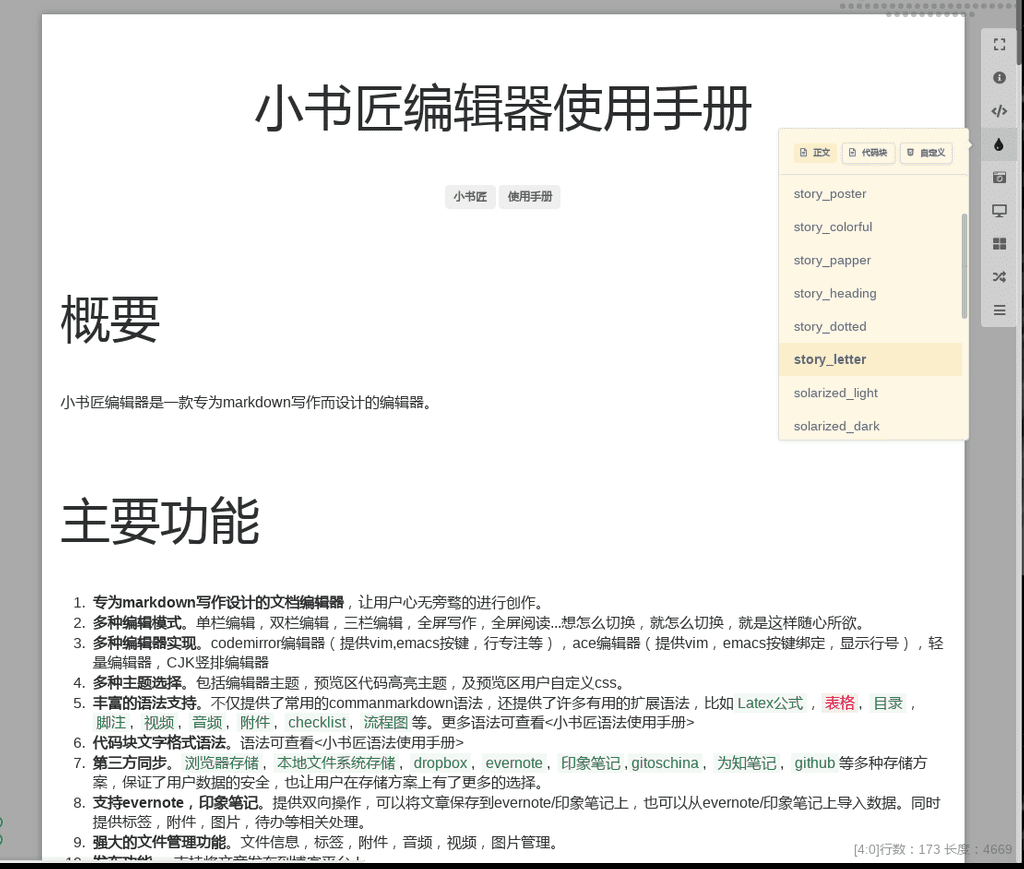 小书匠编辑器使用手册
小书匠 使用手册
正文 代码块 自定义
story_poster
story_colorful
story_papper
story_heading
story_dotted
story_letter
solarized_light
solarized_dark
概要
小书匠编辑器是一款专为markdown写作而设计的编辑器。
主要功能
1. 专为markdown写作设计的文档编辑器，让用户心无旁骛的进行创作。
2. 多种编辑模式。单栏编辑，双栏编辑，三栏编辑，全屏写作，全屏阅读...想怎么切换，就怎么切换，就是这样随心所欲。
3. 多种编辑器实现。codemirror编辑器（提供vim,emacs按键，行专注等），ace编辑器（提供vim，emacs按键绑定，显示行号），轻
量编辑器，CJK竖排编辑器
4. 多种主题选择。包括编辑器主题，预览区代码高亮主题，及预览区用户自定义css。
5. 丰富的语法支持。不仅提供了常用的commanmarkdown语法，还提供了许多有用的扩展语法，比如 Latex公式 ，表格，目录 ，
脚注 ，视频 ，音频 ，附件 ，checklist ，流程图 等。更多语法可查看<小书匠语法使用手册>
6. 代码块文字格式语法。语法可查看<小书匠语法使用手册>
7. 第三方同步。浏览器存储 ，本地文件系统存储 ，dropbox ，evernote ，印象笔记 , gitoschina ，为知笔记 ，github 等多种存储方
案，保证了用户数据的安全，也让用户在存储方案上有了更多的选择。
8. 支持evernote，印象笔记。提供双向操作，可以将文章保存到evernote/印象笔记上，也可以从evernote/印象笔记上导入数据。同时
提供标签，附件，图片，待办等相关处理。
9. 强大的文件管理功能。文件信息，标签，附件，音频，视频，图片管理。
[4:0]行数：173 长度：4669